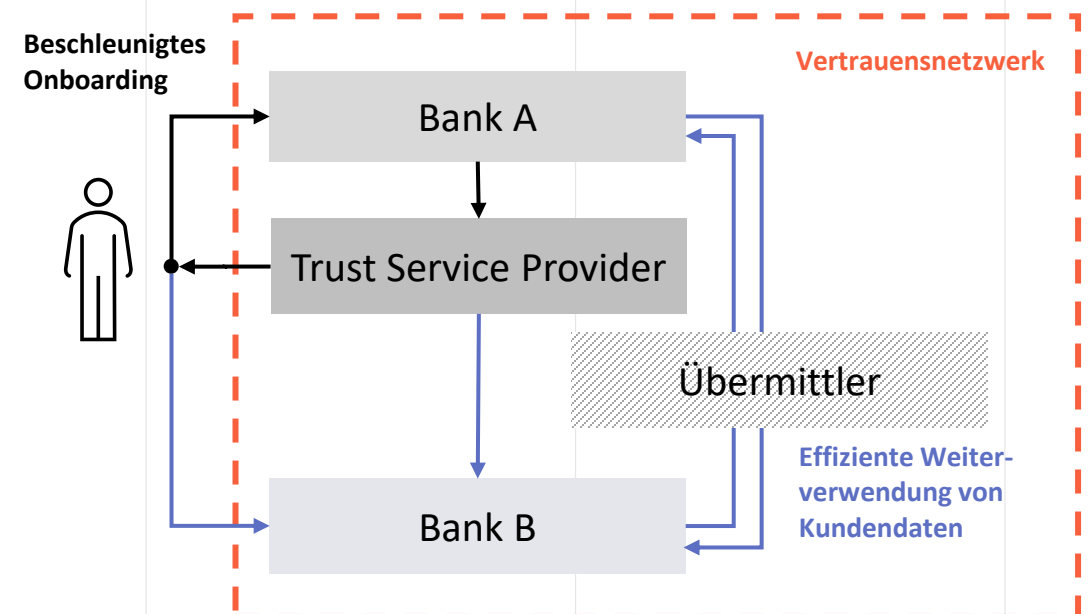 Beschleunigtes
Onboarding
Vertrauensnetzwerk
Bank A
Trust Service Provider
Übermittler
Effiziente Weiter-
verwendung von
Kundendaten
Bank B